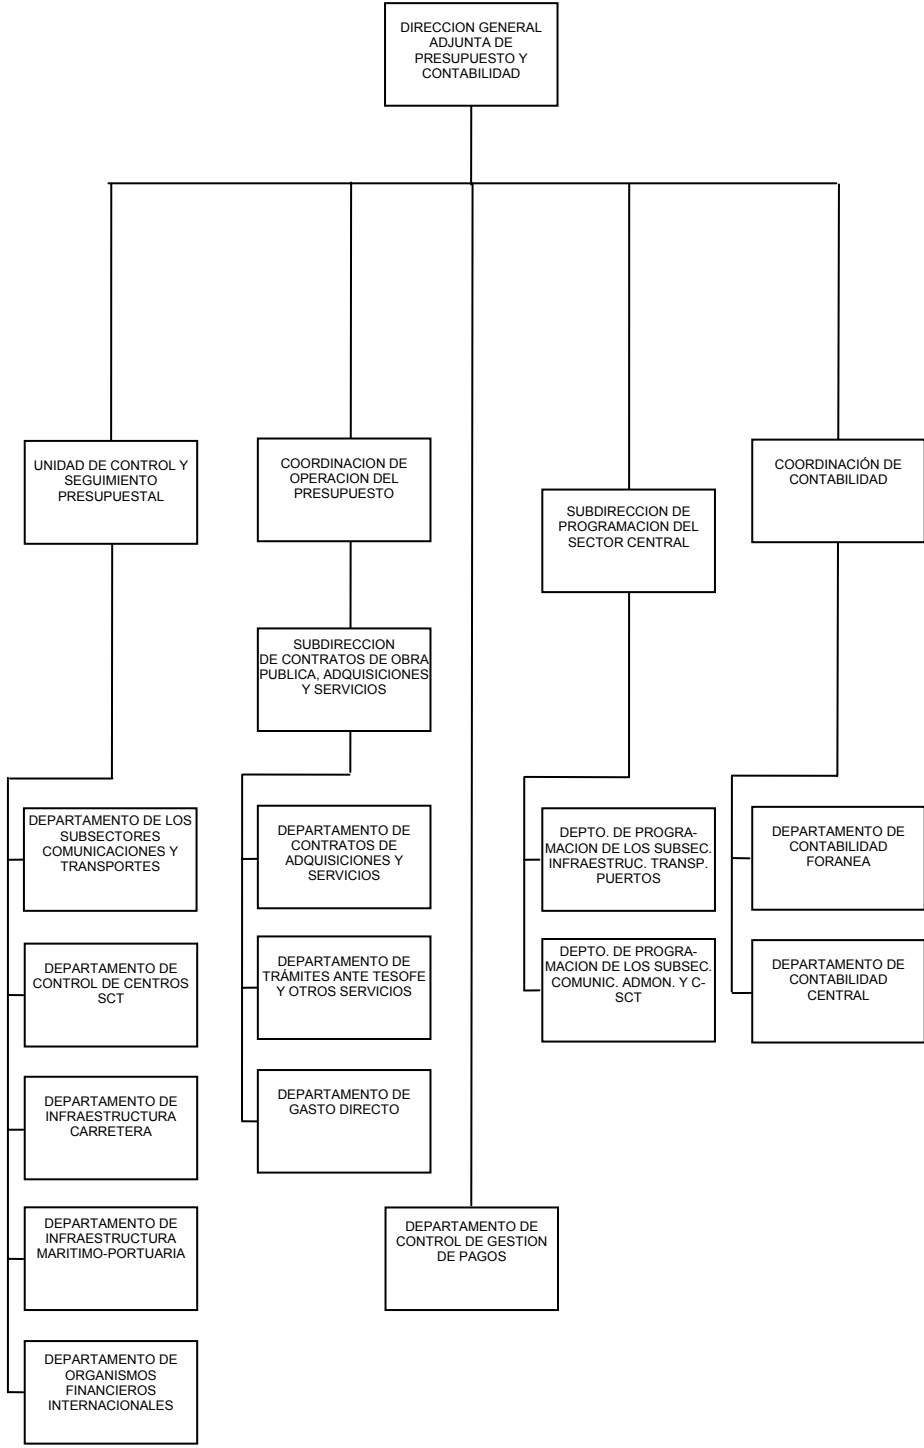 DIRECCION GENERAL
ADJUNTA DE
PRESUPUESTO Y
CONTABILIDAD
UNIDAD DE CONTROL Y
SEGUIMIENTO
PRESUPUESTAL
COORDINACION DE
OPERACION DEL
PRESUPUESTO
SUBDIRECCION DE
PROGRAMACION DEL
SECTOR CENTRAL
COORDINACIÓN DE
CONTABILIDAD
SUBDIRECCION
DE CONTRATOS DE OBRA
PUBLICA, ADQUISICIONES
Y SERVICIOS
DEPARTAMENTO DE LOS
SUBSECTORES
COMUNICACIONES Y
TRANSPORTES
DEPARTAMENTO DE
CONTROL DE CENTROS
SCT
DEPARTAMENTO DE
INFRAESTRUCTURA
CARRETERA
DEPARTAMENTO DE
INFRAESTRUCTURA
MARITIMO-PORTUARIA
DEPARTAMENTO DE
ORGANISMOS
FINANCIEROS
INTERNACIONALES
DEPARTAMENTO DE
CONTRATOS DE
ADQUISICIONES Y
SERVICIOS
DEPARTAMENTO DE
TRÁMITES ANTE TESOFE
Y OTROS SERVICIOS
DEPARTAMENTO DE
GASTO DIRECTO
DEPARTAMENTO DE
CONTROL DE GESTION
DE PAGOS
DEPTO. DE PROGRA-
MACION DE LOS SUBSEC.
INFRAESTRUC. TRANSP.
PUERTOS
DEPTO. DE PROGRA-
MACION DE LOS SUBSEC.
COMUNIC. ADMON. Y C-
SCT
DEPARTAMENTO DE
CONTABILIDAD
FORANEA
DEPARTAMENTO DE
CONTABILIDAD
CENTRAL